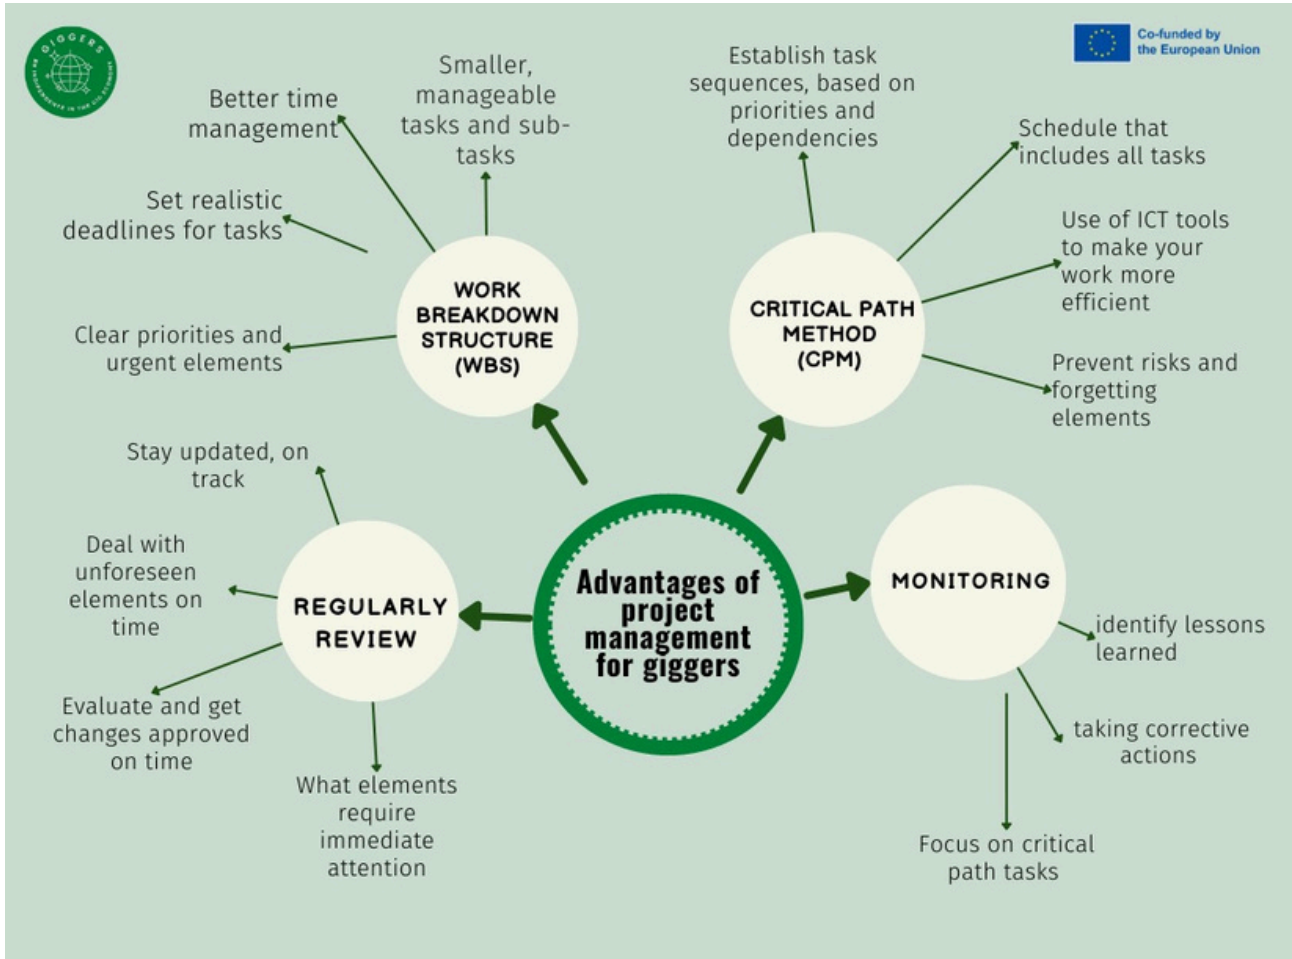 GIGGERS
Co-funded by
the European Union
Better time
management
Smaller,
manageable
tasks and sub-
tasks
Set realistic
deadlines for tasks
Clear priorities and
urgent elements
WORK
BREAKDOWN
STRUCTURE
(WBS)
Establish task
sequences, based on
priorities and
dependencies
Schedule that
includes all tasks
Use of ICT tools
to make your
work more
efficient
Prevent risks and
forgetting
elements
CRITICAL PATH
METHOD
(CPM)
Stay updated, on
track
Deal with
unforeseen
elements on
time
Evaluate and get
changes approved
on time
What elements
require
immediate
attention
REGULARLY
REVIEW
Advantages of
project
management
for giggers
MONITORING
identify lessons
learned
taking corrective
actions
Focus on critical
path tasks